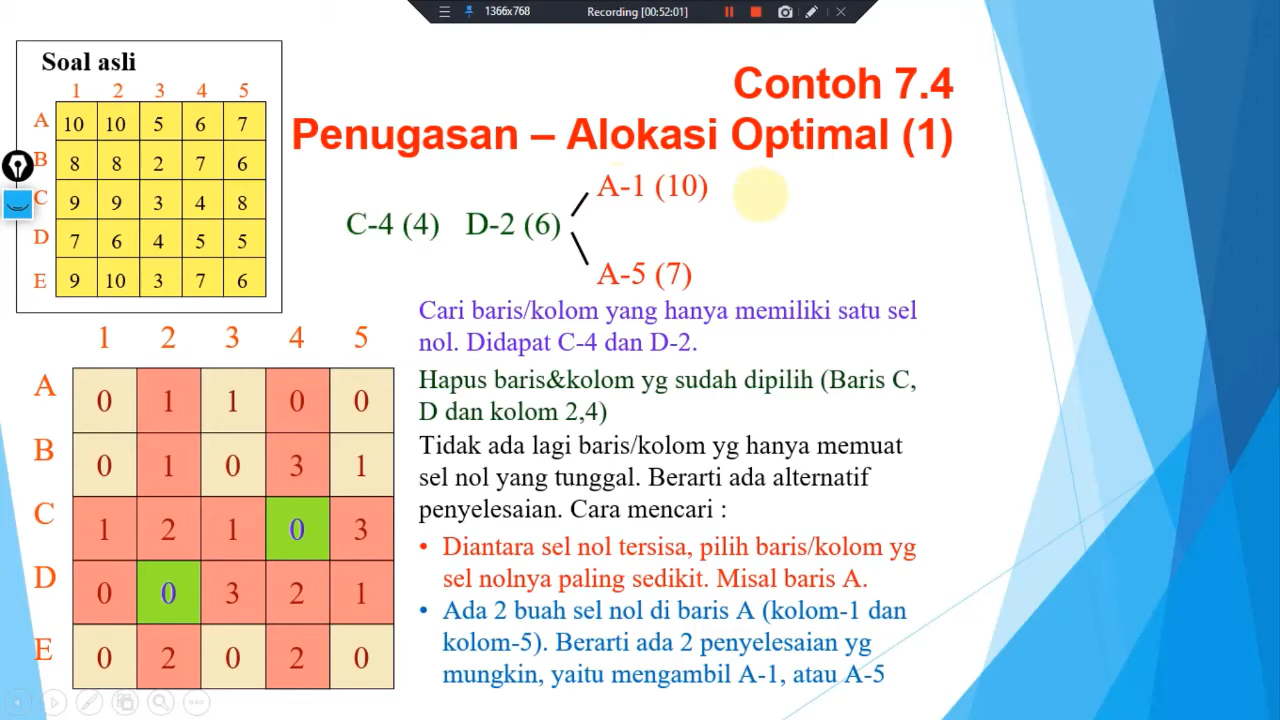 1366x768
Recording [00:52:01]
Soal asli
1 2 3 4 5
A 10 10 5 6 7
B 8 8 2 7 6
C 9 9 3 4 8
D 7 6 4 5 5
E 9 10 3 7 6
Contoh 7.4
Penugasan – Alokasi Optimal (1)
A-1 (10)
C-4 (4) D-2 (6)
A-5 (7)
1 2 3 4 5
A 0 1 1 0 0
B 0 1 0 3 1
C 1 2 1 0 3
D 0 0 3 2 1
E 0 2 0 2 0
Cari baris/kolom yang hanya memiliki satu sel
nol. Didapat C-4 dan D-2.
Hapus baris&kolom yg sudah dipilih (Baris C,
D dan kolom 2,4)
Tidak ada lagi baris/kolom yg hanya memuat
sel nol yang tunggal. Berarti ada alternatif
penyelesaian. Cara mencari :
• Diantara sel nol tersisa, pilih baris/kolom yg
sel nolnya paling sedikit. Misal baris A.
• Ada 2 buah sel nol di baris A (kolom-1 dan
kolom-5). Berarti ada 2 penyelesaian yg
mungkin, yaitu mengambil A-1, atau A-5